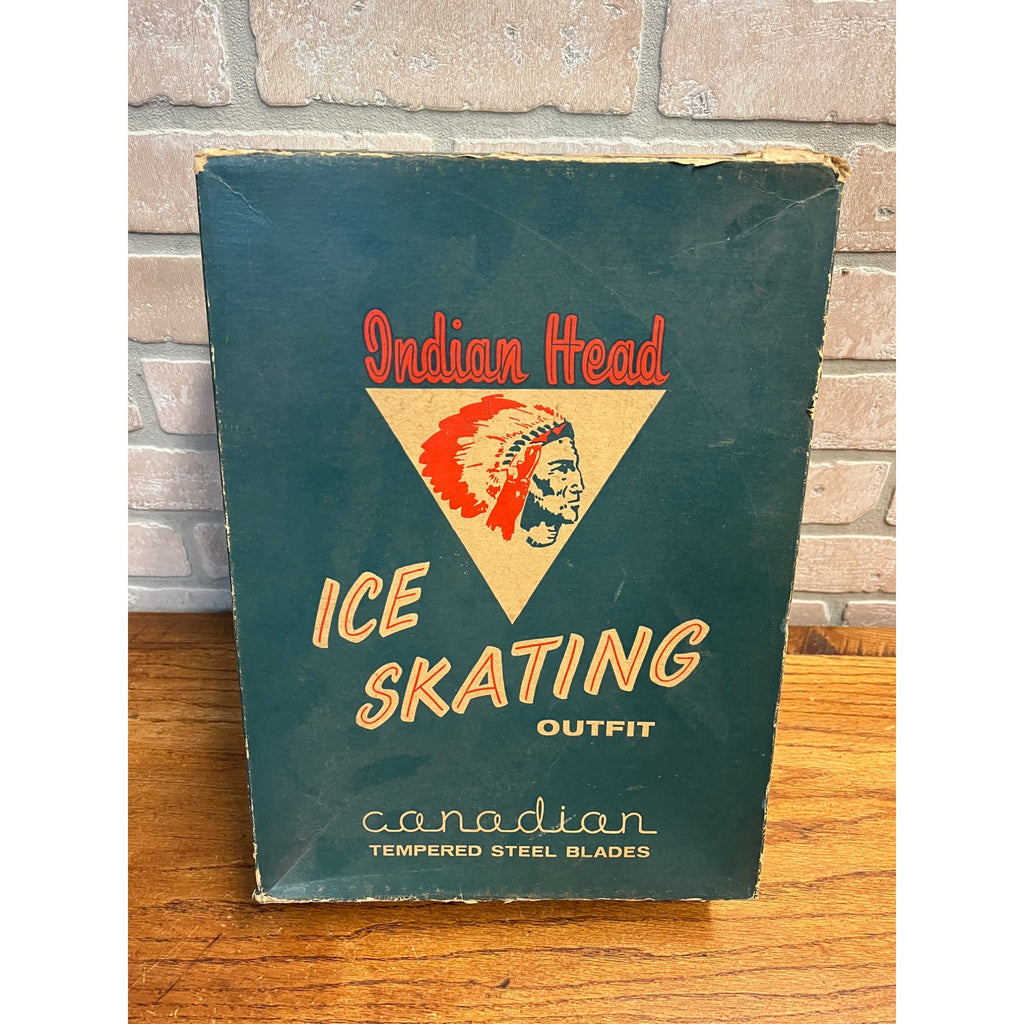 Indian Head
ICE
SKATING
OUTFIT
canadian
TEMPERED STEEL BLADES